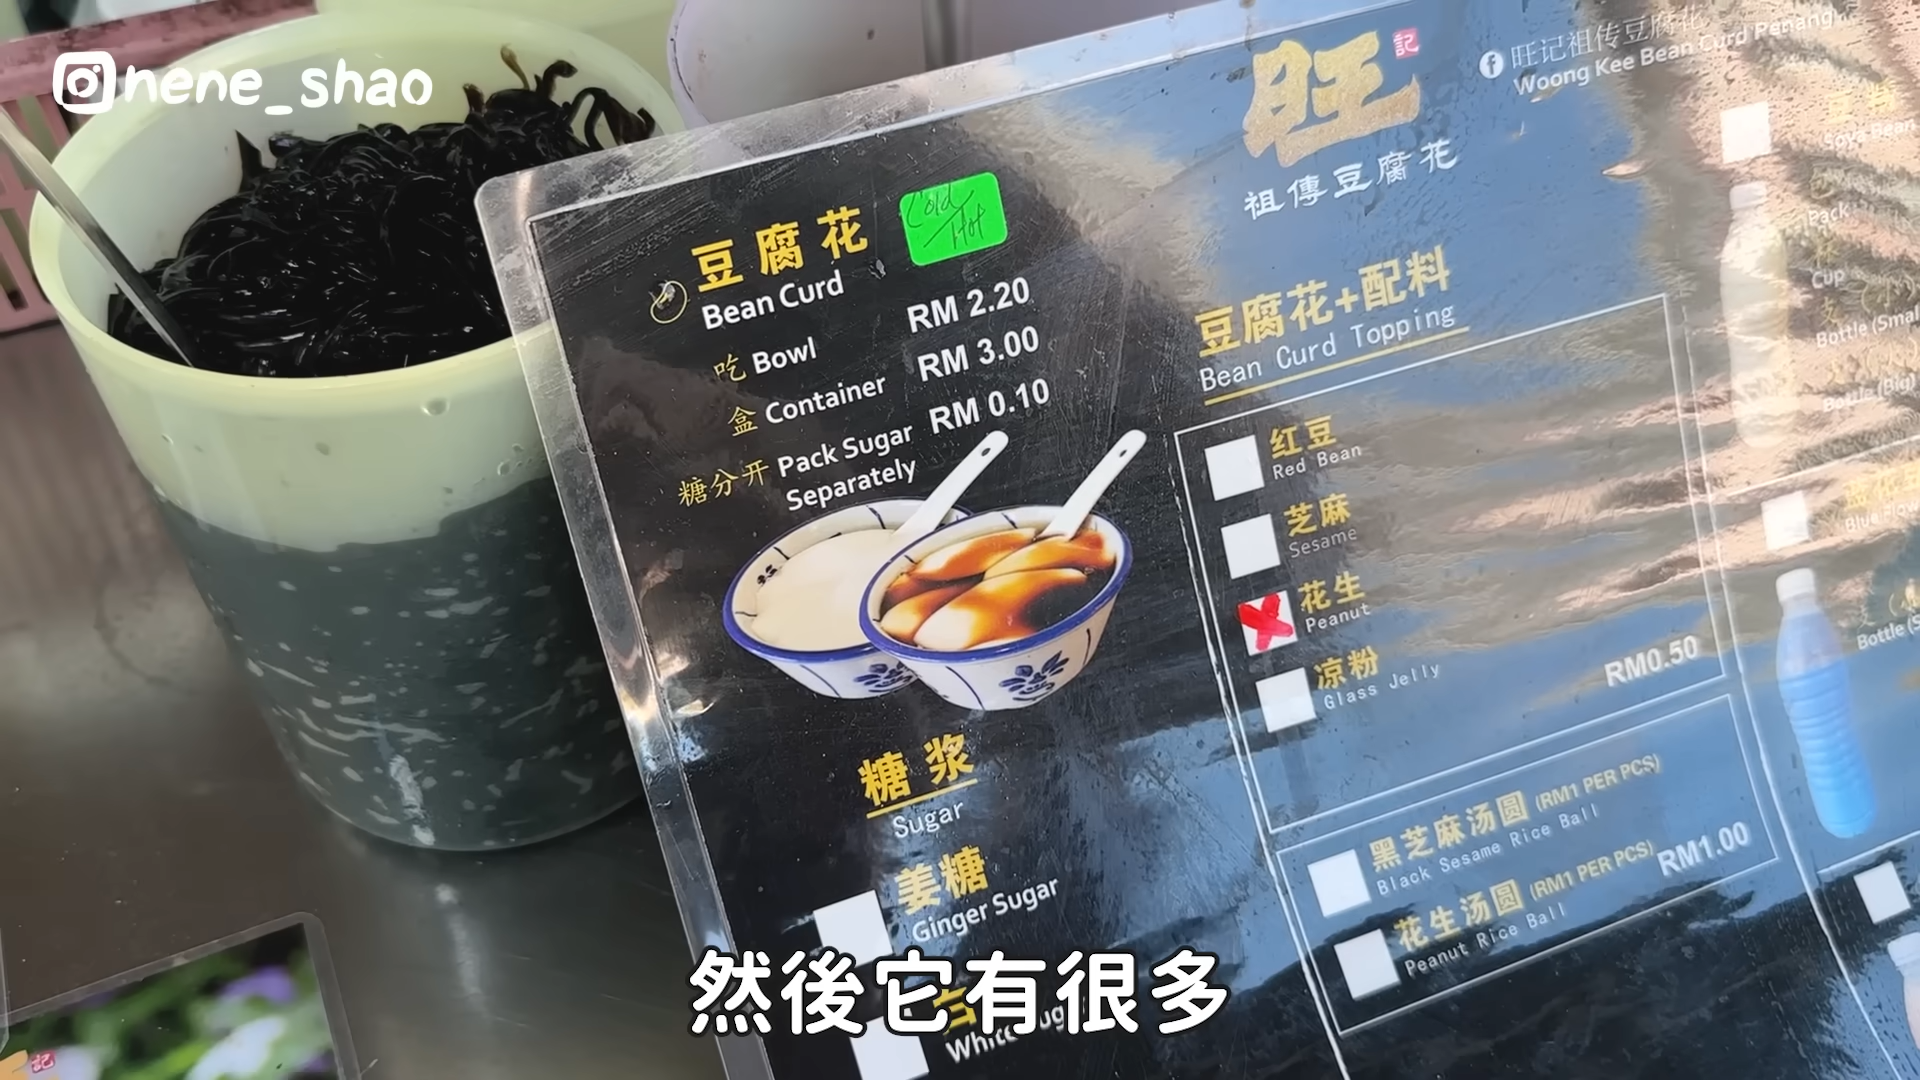 nene_shao
旺
記
祖傳豆腐花
旺记祖传豆腐花
Woong Kee Bean Curd Penang
豆腐花
Bean Curd
Cold/Hot
吃 Bowl RM 2.20
盒 Container RM 3.00
糖分开 Pack Sugar Separately RM 0.10
糖浆
Sugar
姜糖
Ginger Sugar
豆腐花+配料
Bean Curd Topping
红豆
Red Bean
芝麻
Sesame
花生
Peanut
凉粉
Glass Jelly
RM0.50
黑芝麻汤圆 (RM1 PER PCS)
Black Sesame Rice Ball
花生汤圆 (RM1 PER PCS)
Peanut Rice Ball
RM1.00
Soya Bean
Pack
Cup
Bottle (Small
Bottle (Big)
Bottle (S
記
然後它有很多